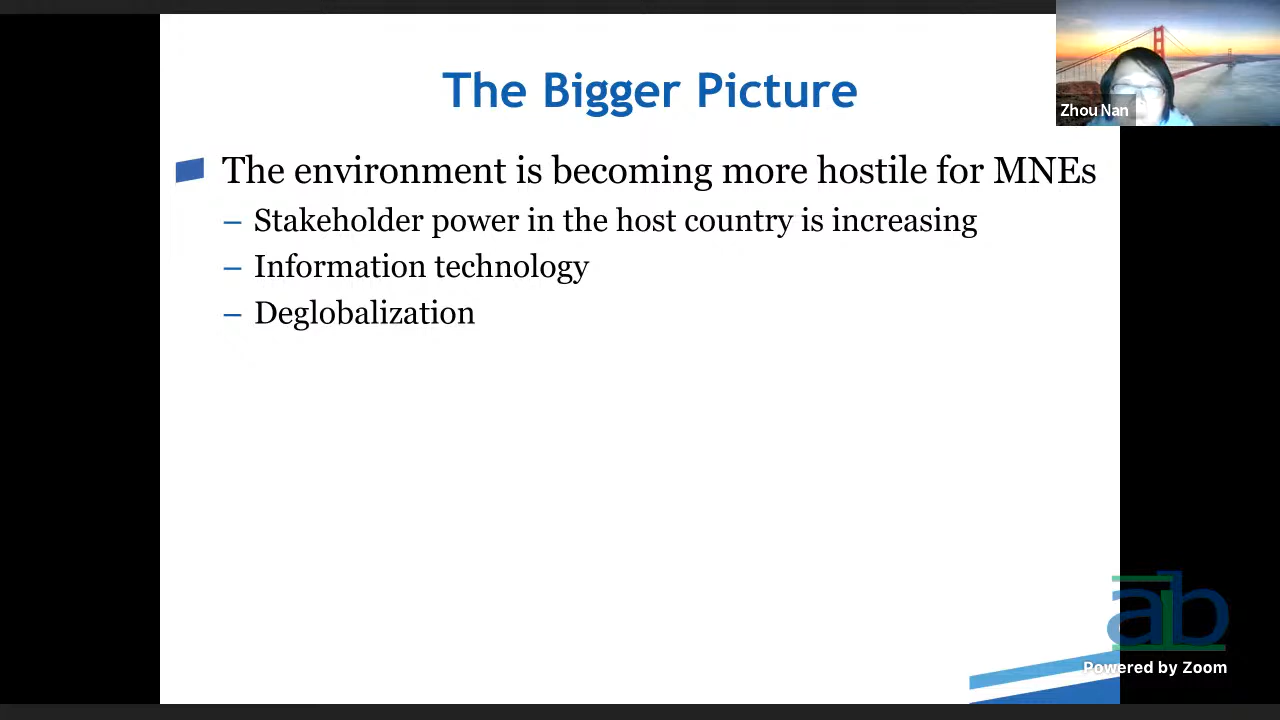 The Bigger Picture
Zhou Nan
The environment is becoming more hostile for MNEs
– Stakeholder power in the host country is increasing
– Information technology
– Deglobalization
aib
Powered by Zoom